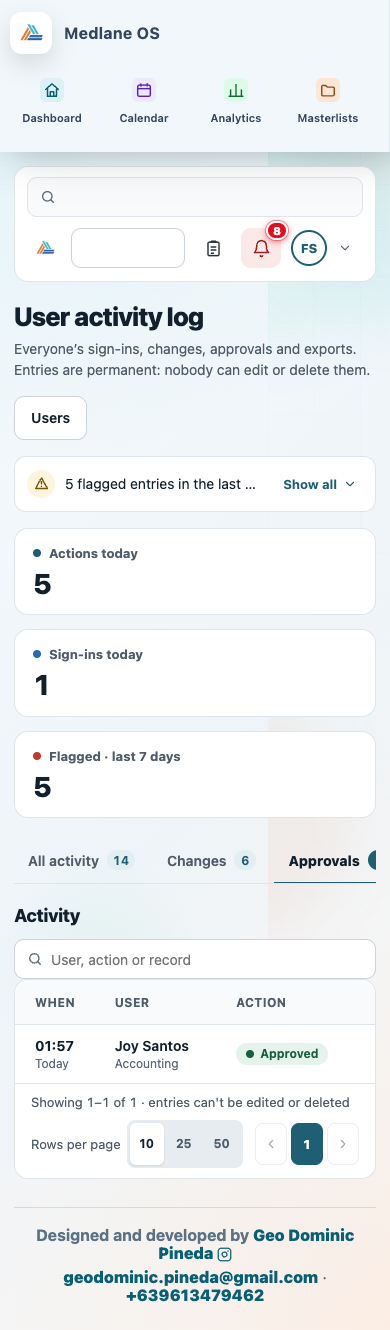 Medlane OS
Dashboard
Calendar
Analytics
Masterlists
8
FS
User activity log
Everyone's sign-ins, changes, approvals and exports.
Entries are permanent: nobody can edit or delete them.
Users
5 flagged entries in the last ...
Show all
Actions today
5
Sign-ins today
1
Flagged · last 7 days
5
All activity 14
Changes 6
Approvals
Activity
User, action or record
WHEN USER ACTION
01:57 Joy Santos Approved
Today Accounting
Showing 1–1 of 1 · entries can't be edited or deleted
Rows per page 10 25 50 1
Designed and developed by Geo Dominic
Pineda
geodominic.pineda@gmail.com ·
+639613479462